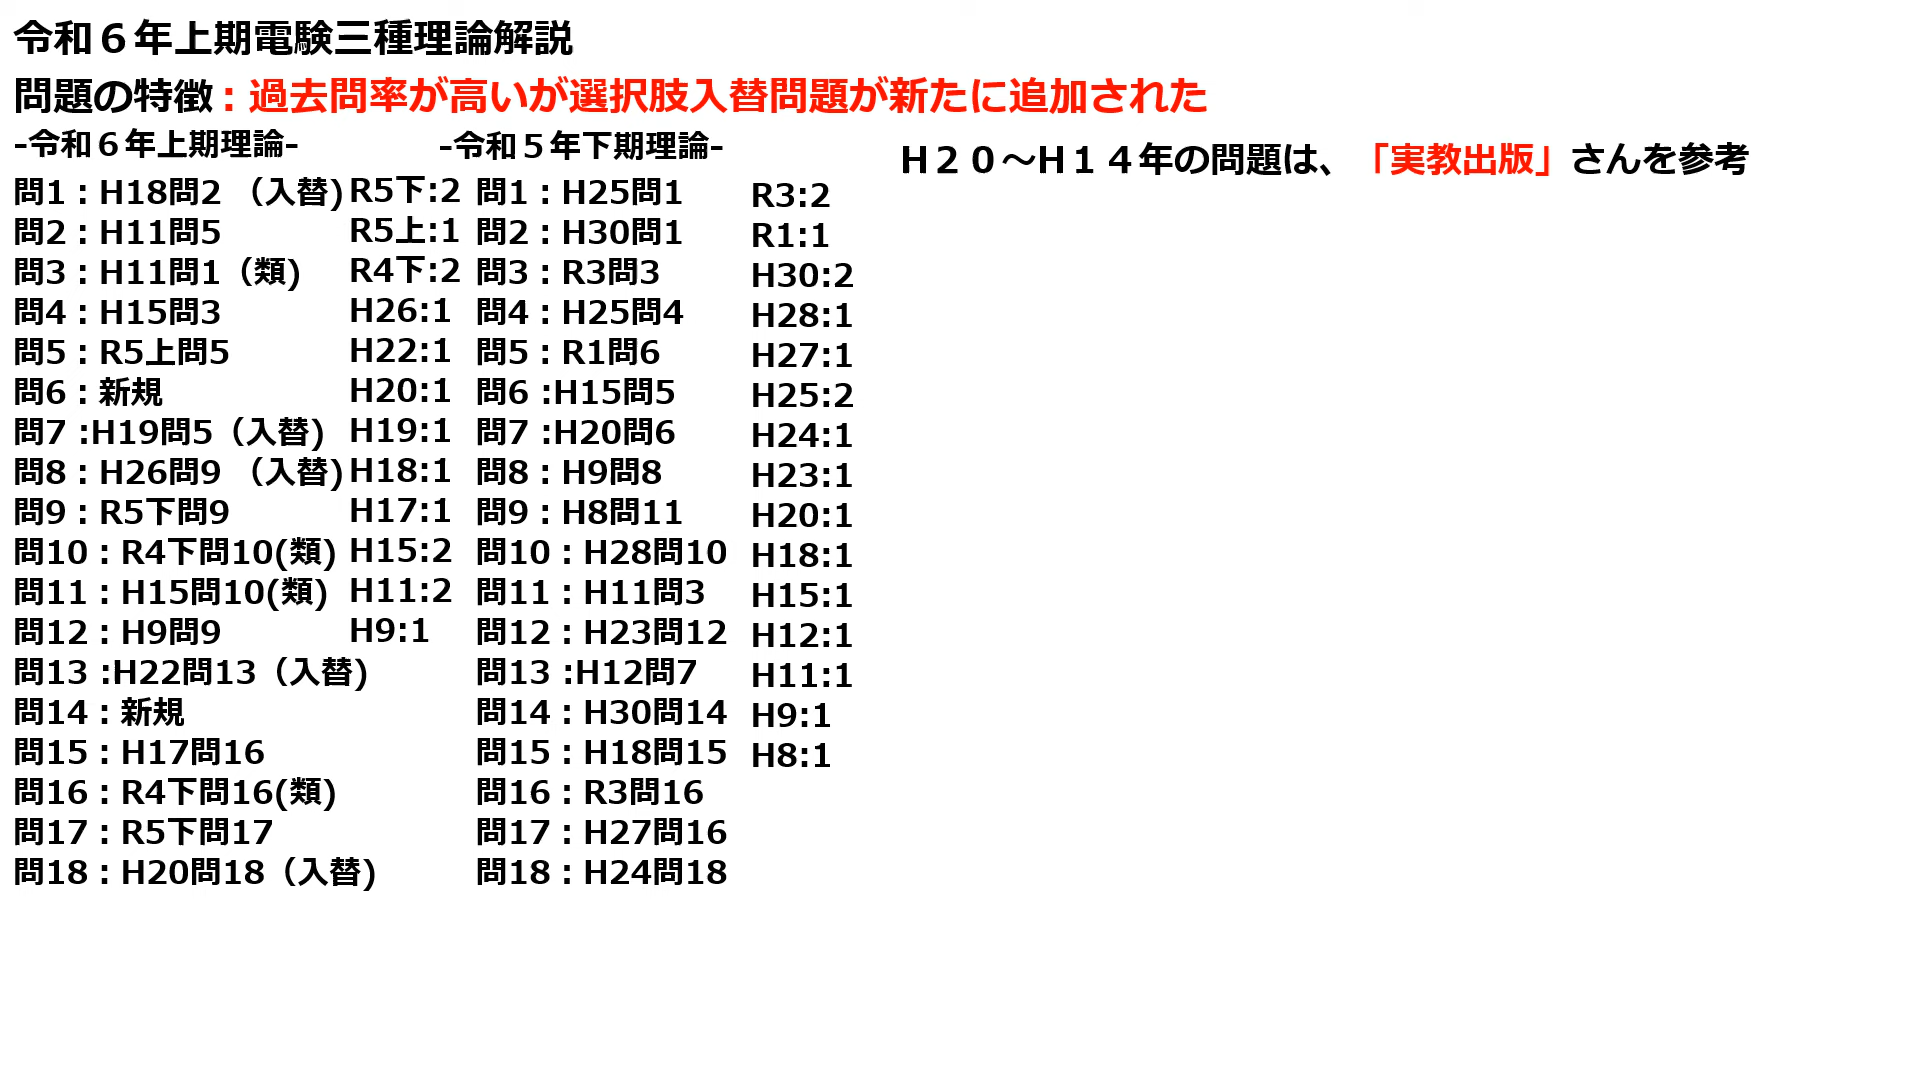 令和６年上期電験三種理論解説
問題の特徴：過去問率が高いが選択肢入替問題が新たに追加された
-令和６年上期理論-
問1：H18問2 （入替)
問2：H11問5
問3：H11問1（類)
問4：H15問3
問5：R5上問5
問6：新規
問7 :H19問5（入替)
問8：H26問9 （入替)
問9：R5下問9
問10：R4下問10(類)
問11：H15問10(類)
問12：H9問9
問13 :H22問13（入替)
問14：新規
問15：H17問16
問16：R4下問16(類)
問17：R5下問17
問18：H20問18（入替)
R5下:2
R5上:1
R4下:2
H26:1
H22:1
H20:1
H19:1
H18:1
H17:1
H15:2
H11:2
H9:1
-令和５年下期理論-
問1：H25問1
問2：H30問1
問3：R3問3
問4：H25問4
問5：R1問6
問6 :H15問5
問7 :H20問6
問8：H9問8
問9：H8問11
問10：H28問10
問11：H11問3
問12：H23問12
問13 :H12問7
問14：H30問14
問15：H18問15
問16：R3問16
問17：H27問16
問18：H24問18
R3:2
R1:1
H30:2
H28:1
H27:1
H25:2
H24:1
H23:1
H20:1
H18:1
H15:1
H12:1
H11:1
H9:1
H8:1
Ｈ２０～Ｈ１４年の問題は、「実教出版」さんを参考